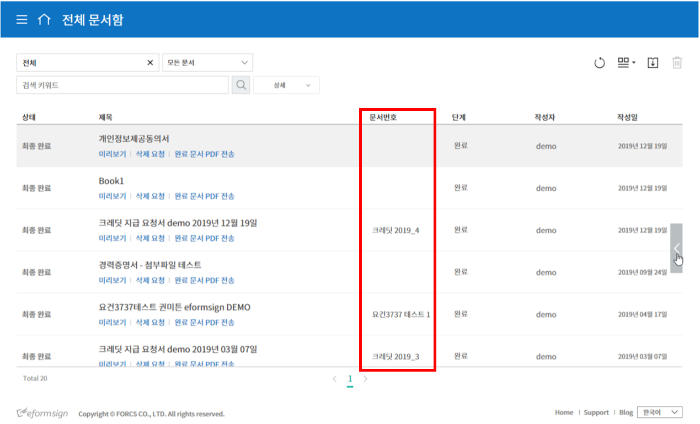 전체 문서함
전체
모든 문서
검색 키워드
상세
상태 제목 문서번호 단계 작성자 작성일
개인정보제공동의서
최종 완료 완료 demo 2019년 12월 19일
미리보기 | 삭제 요청 | 완료 문서 PDF 전송
Book1
최종 완료 완료 demo 2019년 12월 19일
미리보기 | 삭제 요청 | 완료 문서 PDF 전송
크레딧 지급 요청서 demo 2019년 12월 19일
최종 완료 크레딧 2019_4 완료 demo 2019년 12월 19일
미리보기 | 삭제 요청 | 완료 문서 PDF 전송
경력증명서 - 첨부파일 테스트
최종 완료 완료 demo 2019년 09월 24일
미리보기 | 삭제 요청 | 완료 문서 PDF 전송
요건3737테스트 권미튼 eformsign DEMO
최종 완료 요건3737 테스트 1 완료 demo 2019년 04월 17일
미리보기 | 삭제 요청 | 완료 문서 PDF 전송
크레딧 지급 요청서 demo 2019년 03월 07일
최종 완료 크레딧 2019_3 완료 demo 2019년 03월 07일
미리보기 | 삭제 요청 | 완료 문서 PDF 전송
Total 20
1
eformsign Copyright © FORCS CO., LTD. All rights reserved.
Home | Support | Blog 한국어